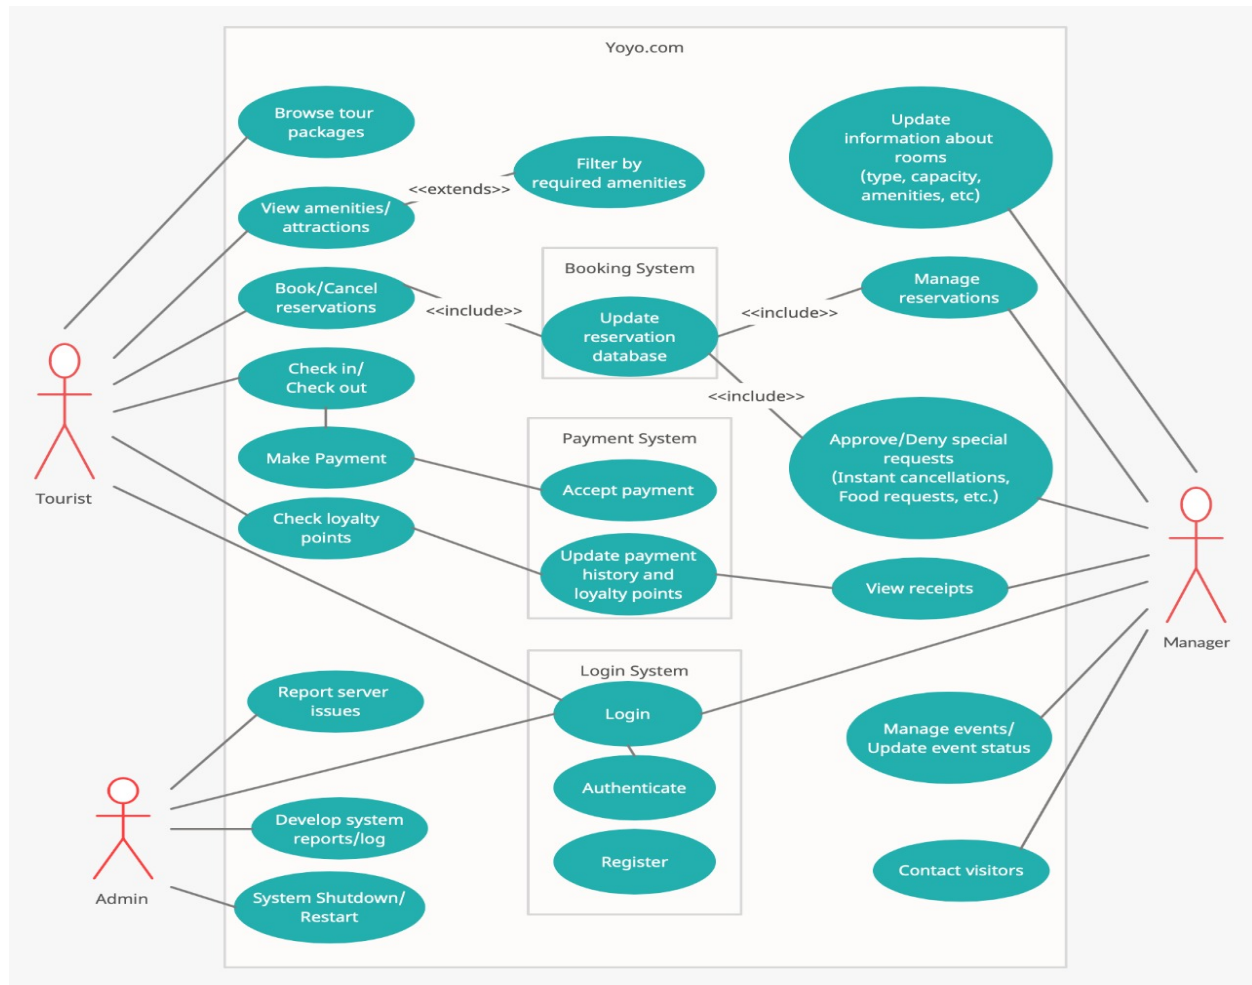 Yoyo.com
Browse tour
packages
Update
information about
rooms
(type, capacity,
amenities, etc)
Filter by
required amenities
<<extends>>
View amenities/
attractions
Booking System
Book/Cancel
reservations
<<include>>
Update
reservation
database
<<include>>
Manage
reservations
<<include>>
Check in/
Check out
Tourist
Payment System
Make Payment
Accept payment
Approve/Deny special
requests
(Instant cancellations,
Food requests, etc.)
Check loyalty
points
Update payment
history and
loyalty points
View receipts
Manager
Login System
Report server
issues
Login
Manage events/
Update event status
Authenticate
Develop system
reports/log
Register
Contact visitors
Admin
System Shutdown/
Restart